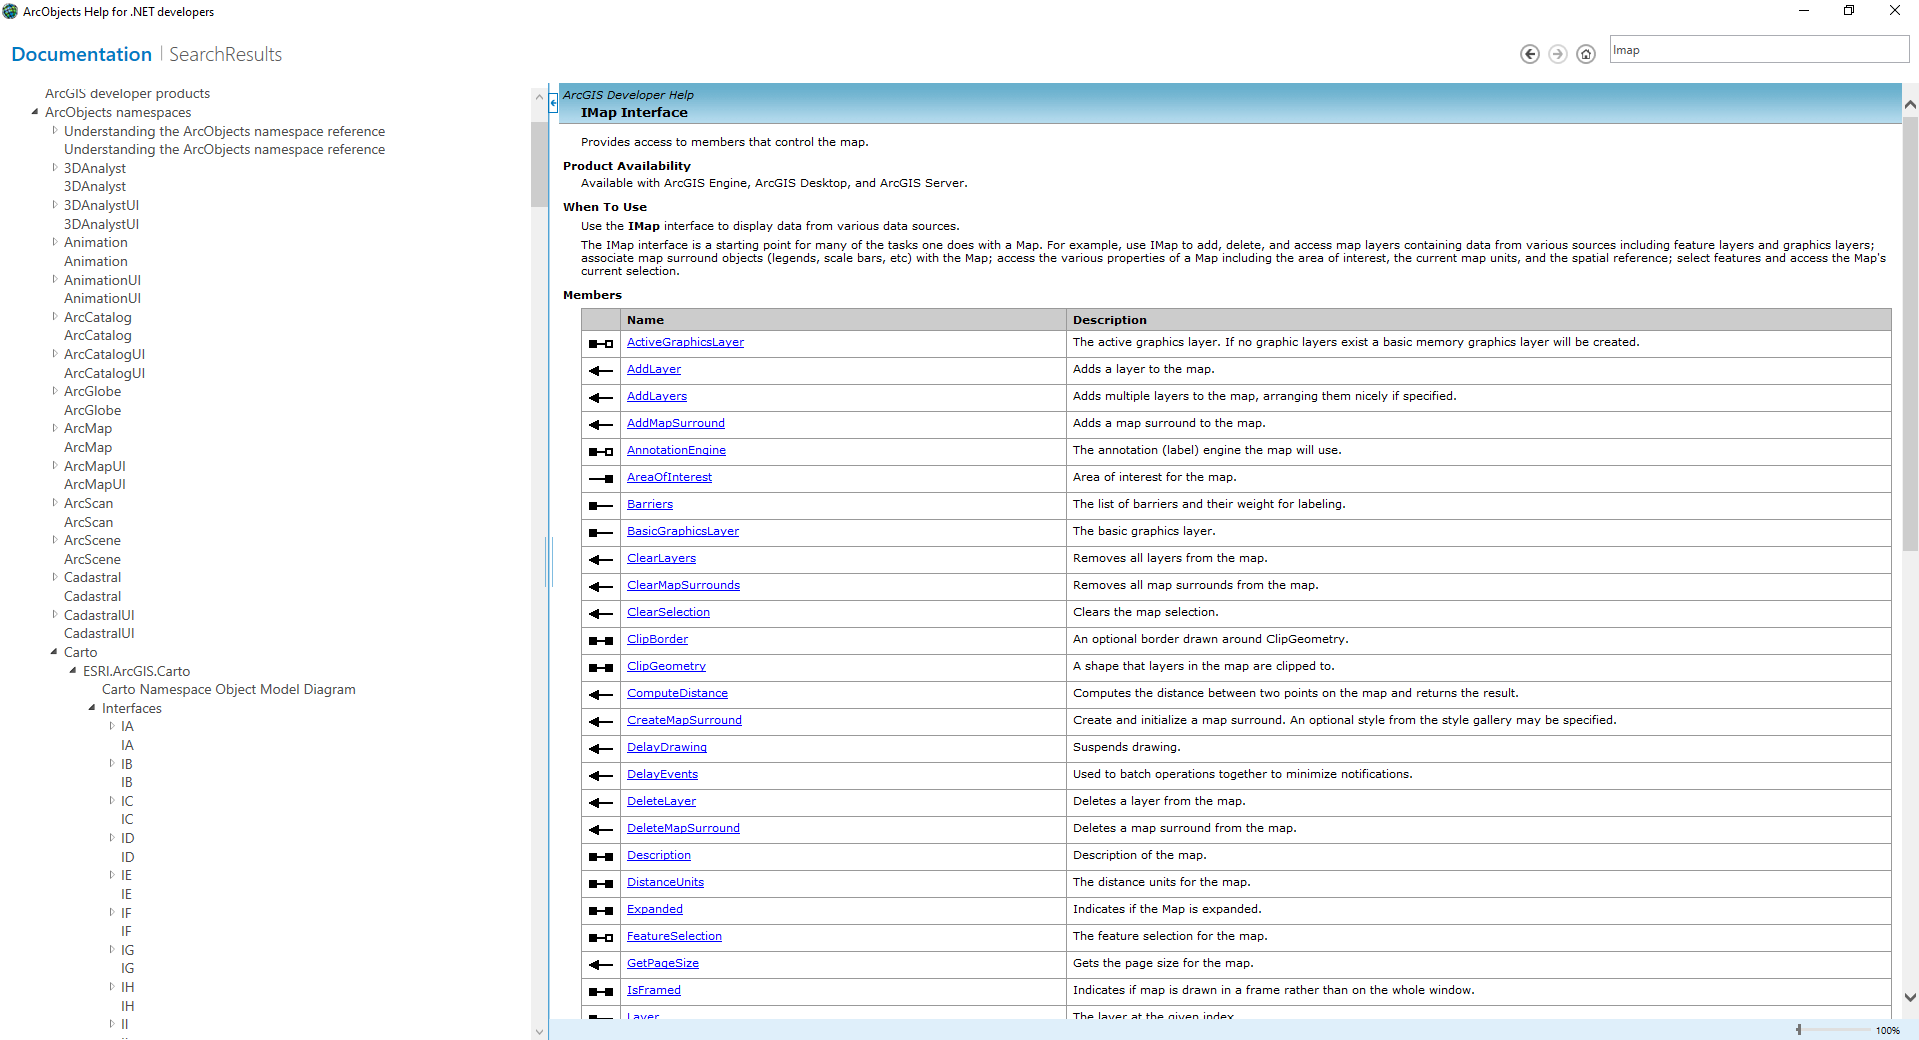 ArcObjects Help for .NET developers
Documentation | SearchResults
Imap
ArcGIS developer products
ArcObjects namespaces
Understanding the ArcObjects namespace reference
Understanding the ArcObjects namespace reference
3DAnalyst
3DAnalyst
3DAnalystUI
3DAnalystUI
Animation
Animation
AnimationUI
AnimationUI
ArcCatalog
ArcCatalog
ArcCatalogUI
ArcCatalogUI
ArcGlobe
ArcGlobe
ArcMap
ArcMap
ArcMapUI
ArcMapUI
ArcScan
ArcScan
ArcScene
ArcScene
Cadastral
Cadastral
CadastralUI
CadastralUI
Carto
ESRI.ArcGIS.Carto
Carto Namespace Object Model Diagram
Interfaces
IA
IA
IB
IB
IC
IC
ID
ID
IE
IE
IF
IF
IG
IG
IH
IH
II
ArcGIS Developer Help
IMap Interface
Provides access to members that control the map.
Product Availability
Available with ArcGIS Engine, ArcGIS Desktop, and ArcGIS Server.
When To Use
Use the IMap interface to display data from various data sources.
The IMap interface is a starting point for many of the tasks one does with a Map. For example, use IMap to add, delete, and access map layers containing data from various sources including feature layers and graphics layers;
associate map surround objects (legends, scale bars, etc) with the Map; access the various properties of a Map including the area of interest, the current map units, and the spatial reference; select features and access the Map's
current selection.
Members
Name Description
ActiveGraphicsLayer The active graphics layer. If no graphic layers exist a basic memory graphics layer will be created.
AddLayer Adds a layer to the map.
AddLayers Adds multiple layers to the map, arranging them nicely if specified.
AddMapSurround Adds a map surround to the map.
AnnotationEngine The annotation (label) engine the map will use.
AreaOfInterest Area of interest for the map.
Barriers The list of barriers and their weight for labeling.
BasicGraphicsLayer The basic graphics layer.
ClearLayers Removes all layers from the map.
ClearMapSurrounds Removes all map surrounds from the map.
ClearSelection Clears the map selection.
ClipBorder An optional border drawn around ClipGeometry.
ClipGeometry A shape that layers in the map are clipped to.
ComputeDistance Computes the distance between two points on the map and returns the result.
CreateMapSurround Create and initialize a map surround. An optional style from the style gallery may be specified.
DelayDrawing Suspends drawing.
DelayEvents Used to batch operations together to minimize notifications.
DeleteLayer Deletes a layer from the map.
DeleteMapSurround Deletes a map surround from the map.
Description Description of the map.
DistanceUnits The distance units for the map.
Expanded Indicates if the Map is expanded.
FeatureSelection The feature selection for the map.
GetPageSize Gets the page size for the map.
IsFramed Indicates if map is drawn in a frame rather than on the whole window.
Layer The layer at the given index.
100%